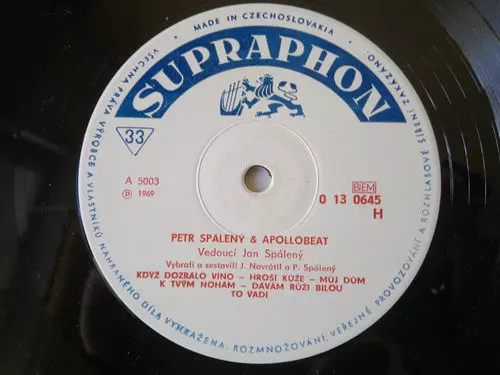 MADE IN CZECHOSLOVAKIA
SUPRAPHON
33
A 5003
℗ 1969
BIEM
0 13 0645
H
PETR SPÁLENÝ & APOLLOBEAT
Vedoucí Jan Spálený
Vybrali a sestavili J. Navrátil a P. Spálený
KDYŽ DOZRÁLO VÍNO – HROŠÍ KŮŽE – MŮJ DŮM
K TVÝM NOHÁM – DÁVÁM RŮŽI BÍLOU
TO VADÍ
VŠECHNA PRÁVA VÝROBCE A VLASTNÍKŮ NAHRANÉHO DÍLA VYHRAŽENA. ROZMNOŽOVÁNÍ, VEŘEJNÉ PROVOZOVÁNÍ A ROZHLASOVÉ ŠÍŘENÍ ZAKÁZÁNO.